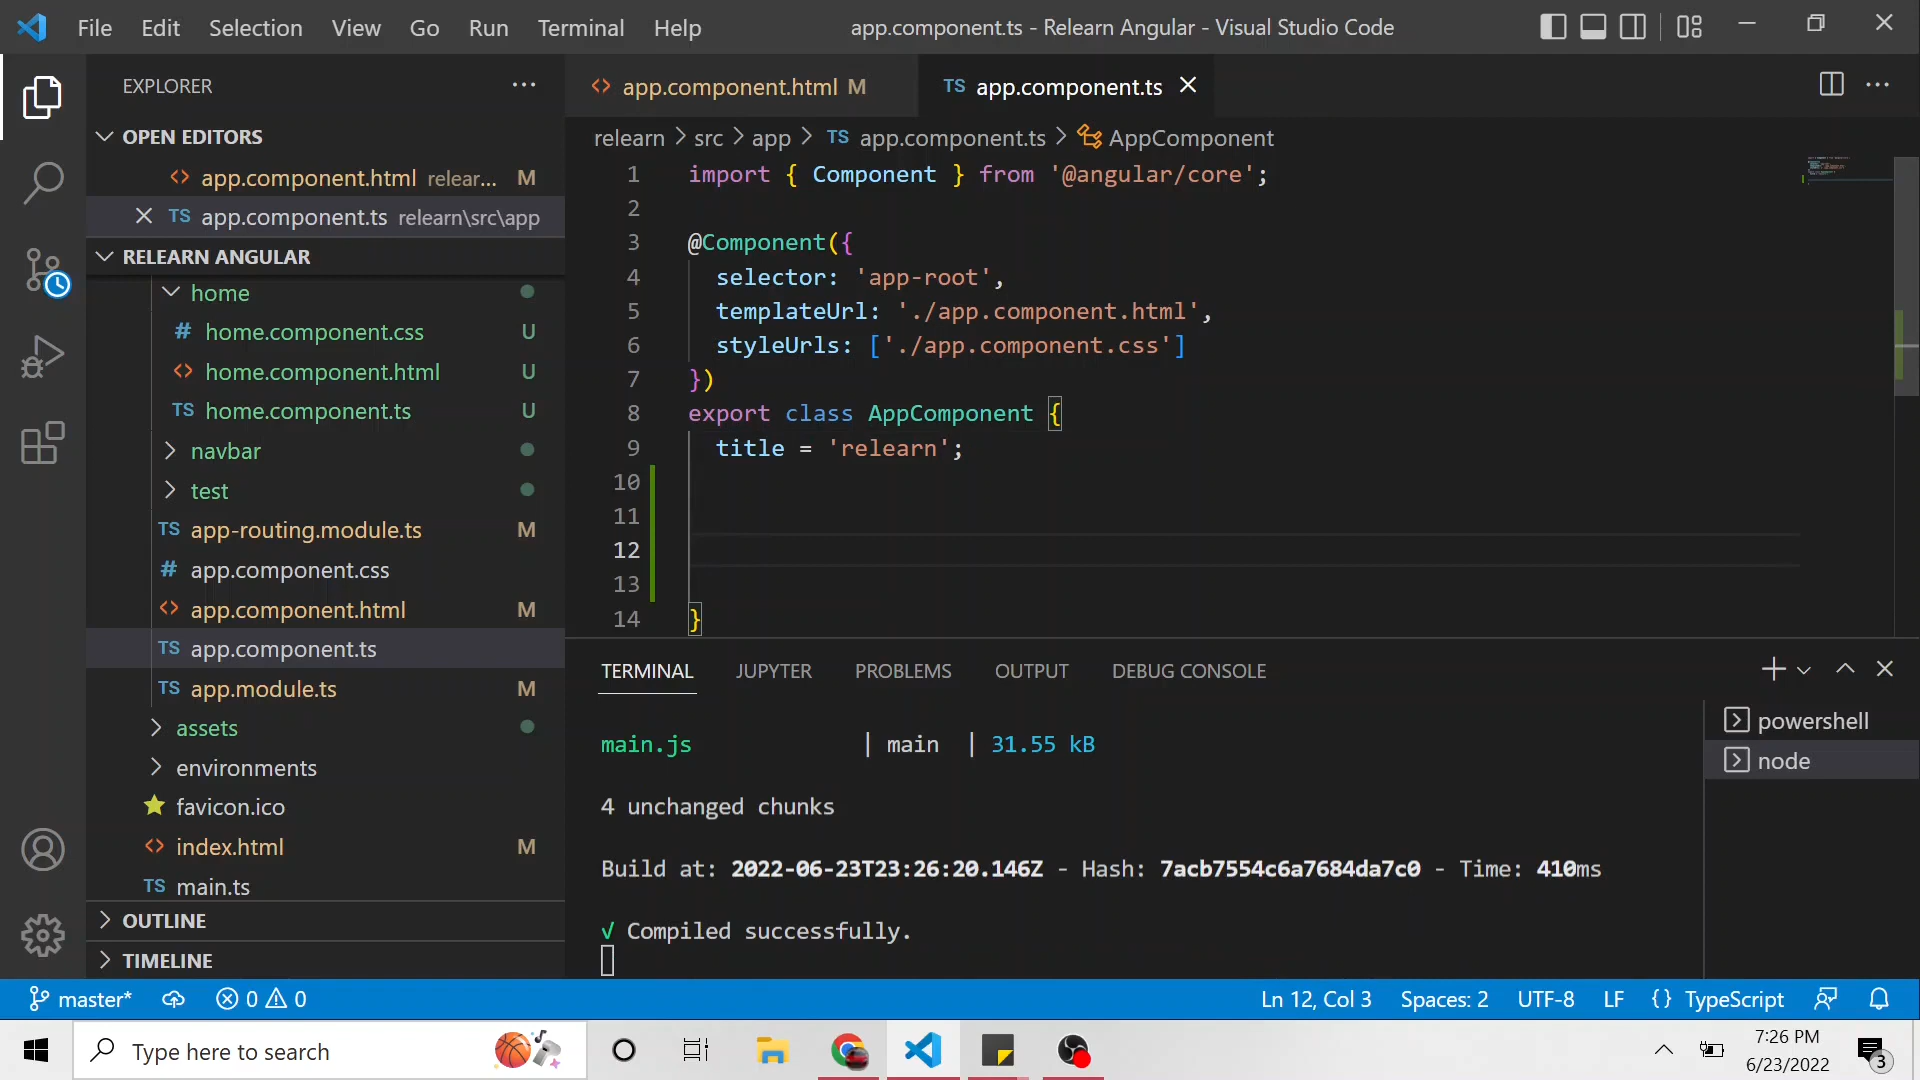 File Edit Selection View Go Run Terminal Help
app.component.ts - Relearn Angular - Visual Studio Code
EXPLORER
OPEN EDITORS
app.component.html relear... M
TS app.component.ts relearn\src\app
RELEARN ANGULAR
home
# home.component.css U
home.component.html U
TS home.component.ts U
navbar
test
TS app-routing.module.ts M
# app.component.css
app.component.html M
TS app.component.ts
TS app.module.ts M
assets
environments
favicon.ico
index.html M
TS main.ts
OUTLINE
TIMELINE
app.component.html M
TS app.component.ts
relearn > src > app > TS app.component.ts > AppComponent
1 import { Component } from '@angular/core';
2
3 @Component({
4 selector: 'app-root',
5 templateUrl: './app.component.html',
6 styleUrls: ['./app.component.css']
7 })
8 export class AppComponent {
9 title = 'relearn';
10
11
12
13
14 }
TERMINAL JUPYTER PROBLEMS OUTPUT DEBUG CONSOLE
main.js | main | 31.55 kB
4 unchanged chunks
Build at: 2022-06-23T23:26:20.146Z - Hash: 7acb7554c6a7684da7c0 - Time: 410ms
√ Compiled successfully.
powershell
node
master* 0 0
Ln 12, Col 3 Spaces: 2 UTF-8 LF {} TypeScript
Type here to search
7:26 PM
6/23/2022
3